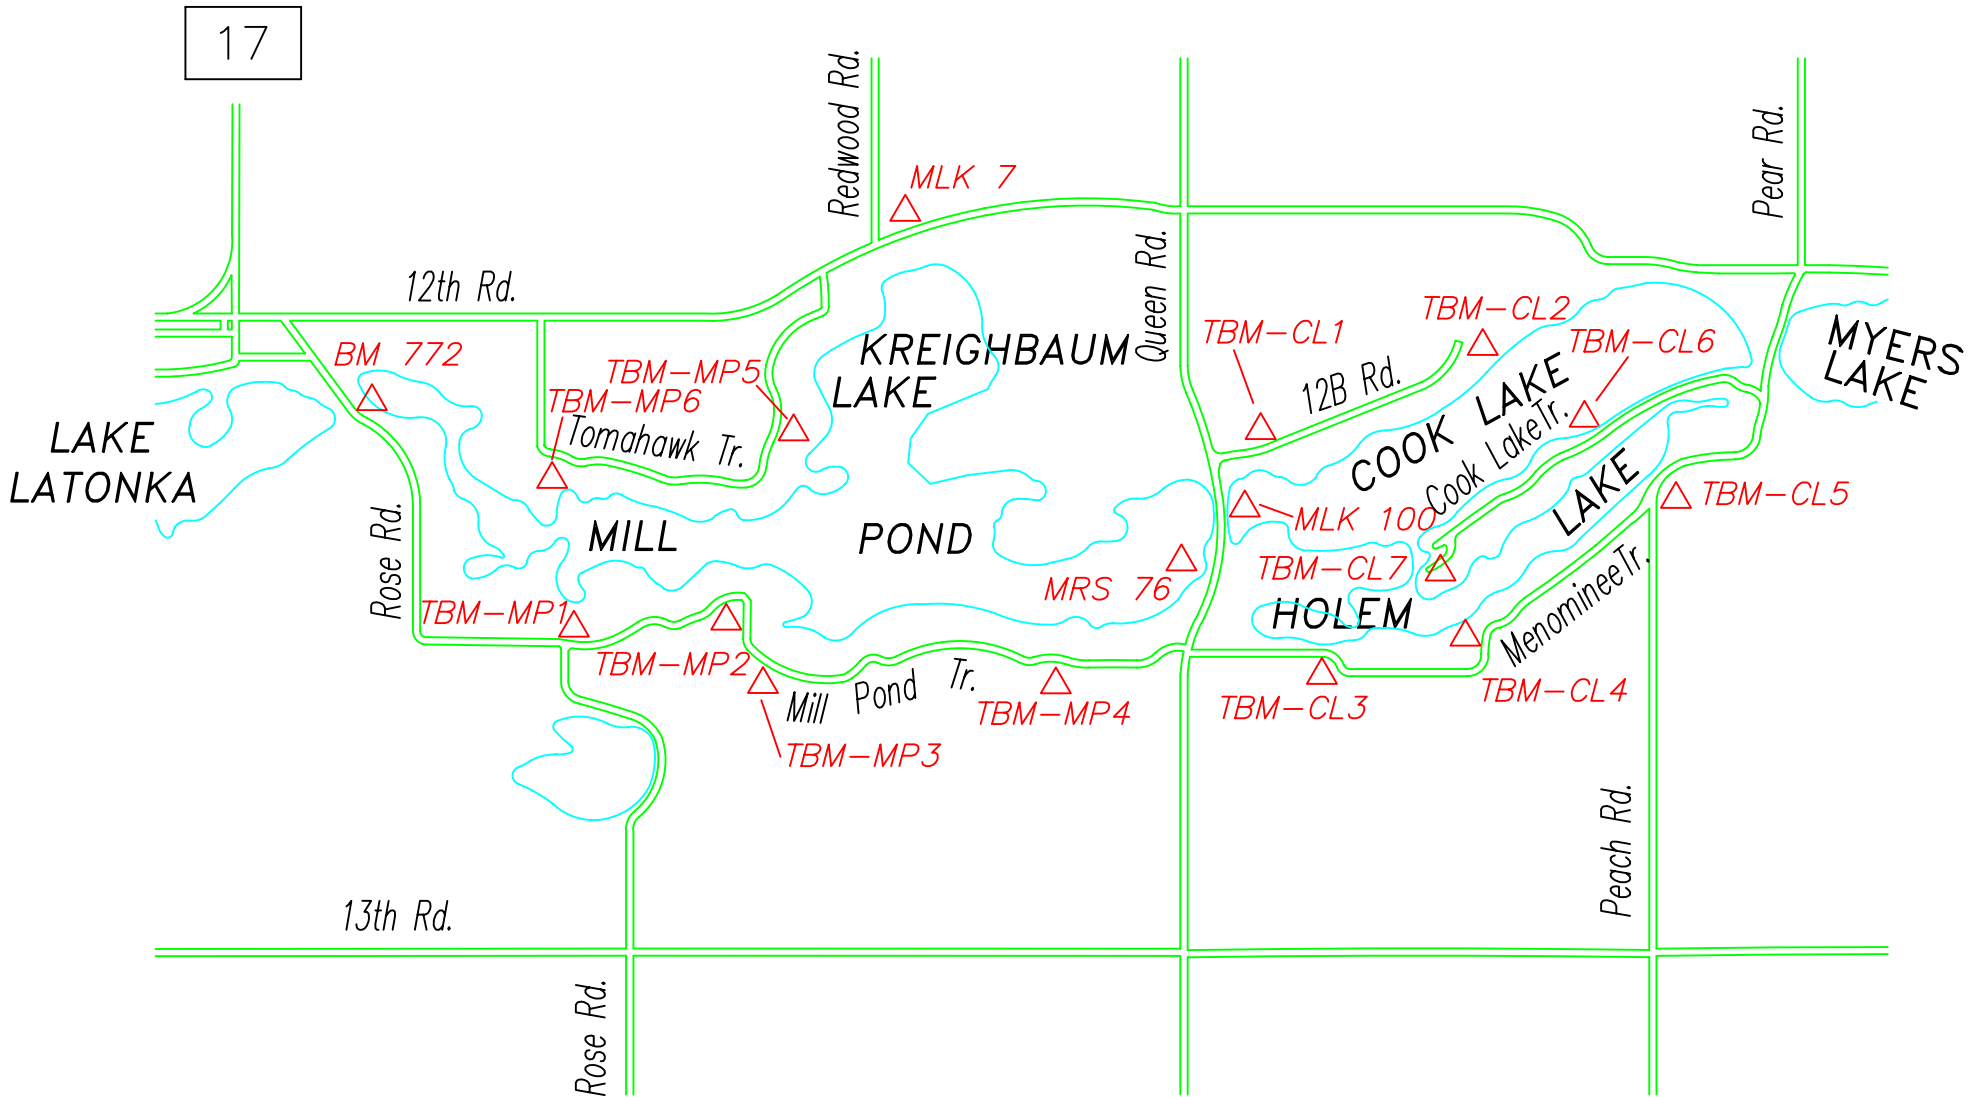 17
Redwood Rd.
Pear Rd.
MLK 7
Queen Rd.
12th Rd.
TBM-CL2
TBM-CL1
TBM-CL6
MYERS
LAKE
BM 772
KREIGHBAUM
LAKE
TBM-MP5
TBM-MP6
12B Rd.
COOK LAKE
Tomahawk Tr.
LAKE
LATONKA
Cook Lake Tr.
TBM-CL5
MLK 100
LAKE
MILL
POND
Rose Rd.
TBM-CL7
MRS 76
HOLEM
TBM-MP1
Menominee Tr.
TBM-MP2
Mill Pond Tr.
TBM-CL4
TBM-MP4
TBM-CL3
TBM-MP3
Peach Rd.
13th Rd.
Rose Rd.